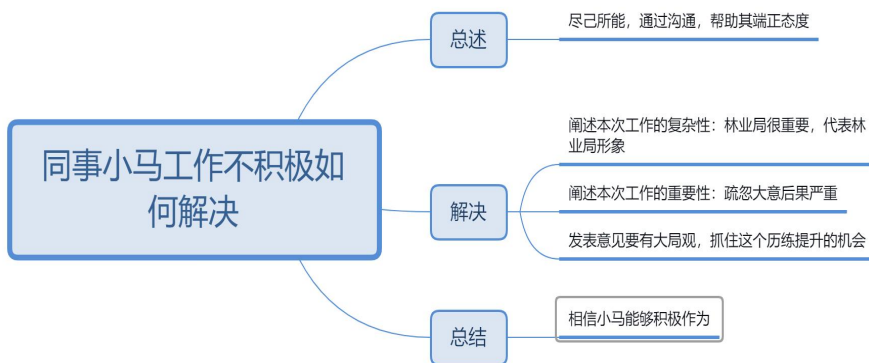 同事小马工作不积极如
何解决
总述
尽己所能，通过沟通，帮助其端正态度
解决
阐述本次工作的复杂性：林业局很重要，代表林
业局形象
阐述本次工作的重要性：疏忽大意后果严重
发表意见要有大局观，抓住这个历练提升的机会
总结
相信小马能够积极作为